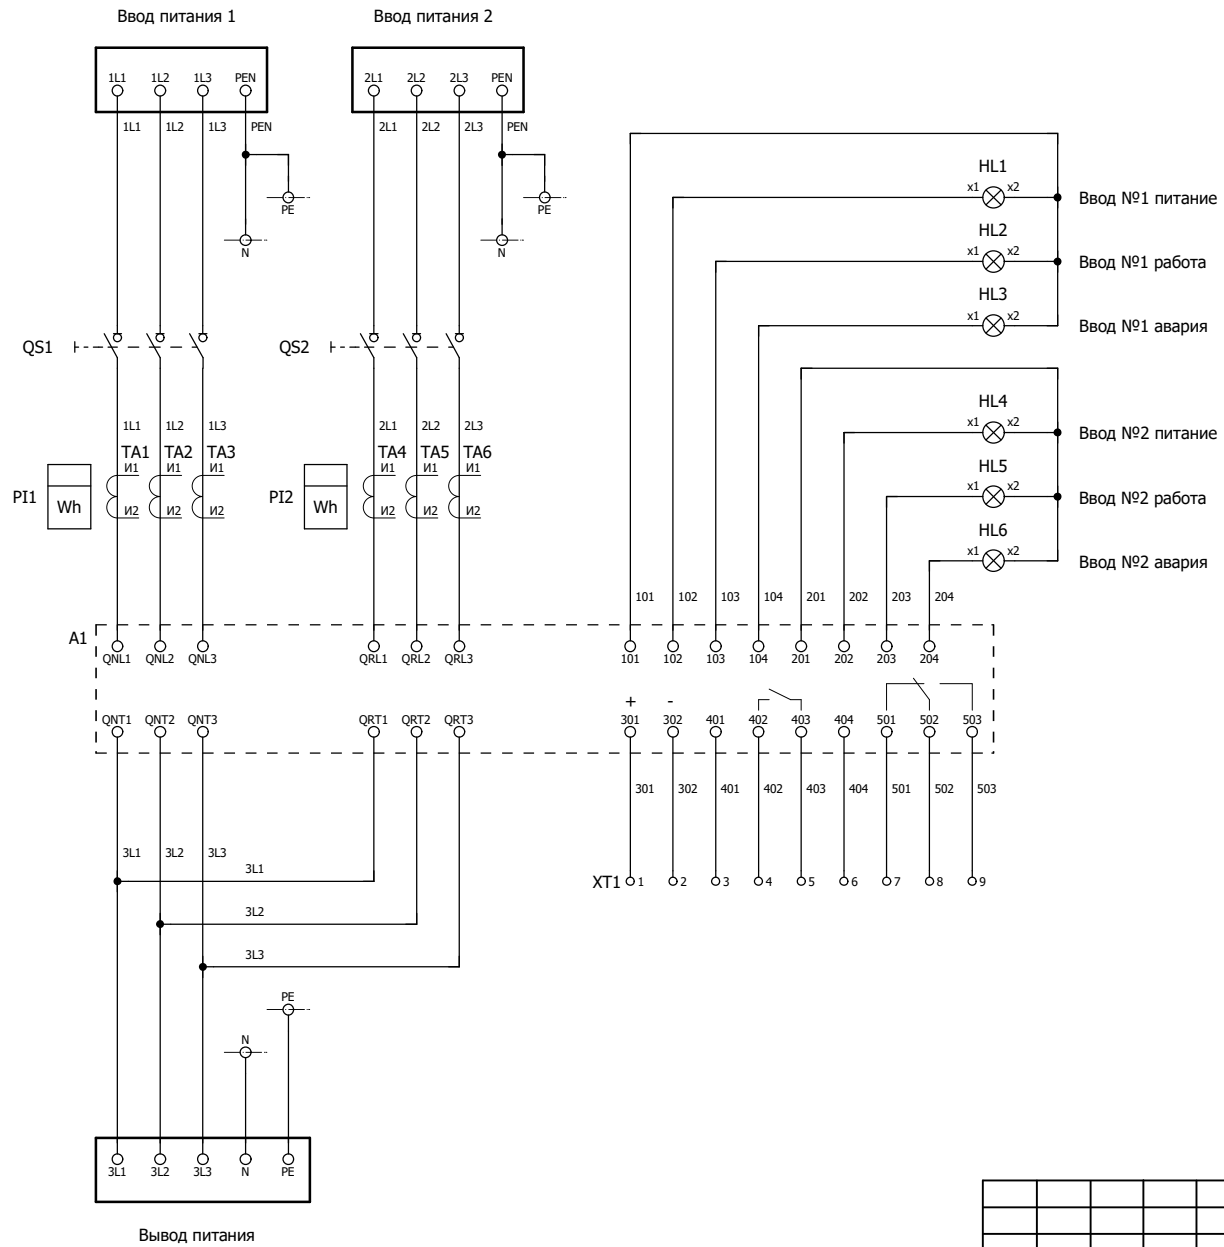 Ввод питания 1 Ввод питания 2
1L1 1L2 1L3 PEN 2L1 2L2 2L3 PEN
1L1 1L2 1L3 PEN 2L1 2L2 2L3 PEN
HL1
x1 x2 Ввод №1 питание
PE PE
HL2
N N
x1 x2 Ввод №1 работа
HL3
x1 x2 Ввод №1 авария
QS1 QS2
HL4
1L1 1L2 1L3 2L1 2L2 2L3
x1 x2 Ввод №2 питание
TA1 TA2 TA3 TA4 TA5 TA6
И1 И1 И1 И1 И1 И1
HL5
PI1 Wh PI2 Wh
x1 x2 Ввод №2 работа
И2 И2 И2 И2 И2 И2
HL6
x1 x2 Ввод №2 авария
101 102 103 104 201 202 203 204
A1
QNL1 QNL2 QNL3 QRL1 QRL2 QRL3 101 102 103 104 201 202 203 204
+ -
QNT1 QNT2 QNT3 QRT1 QRT2 QRT3 301 302 401 402 403 404 501 502 503
301 302 401 402 403 404 501 502 503
3L1 3L2 3L3
3L1
XT1 1 2 3 4 5 6 7 8 9
3L2
3L3
PE
N
3L1 3L2 3L3 N PE
Вывод питания